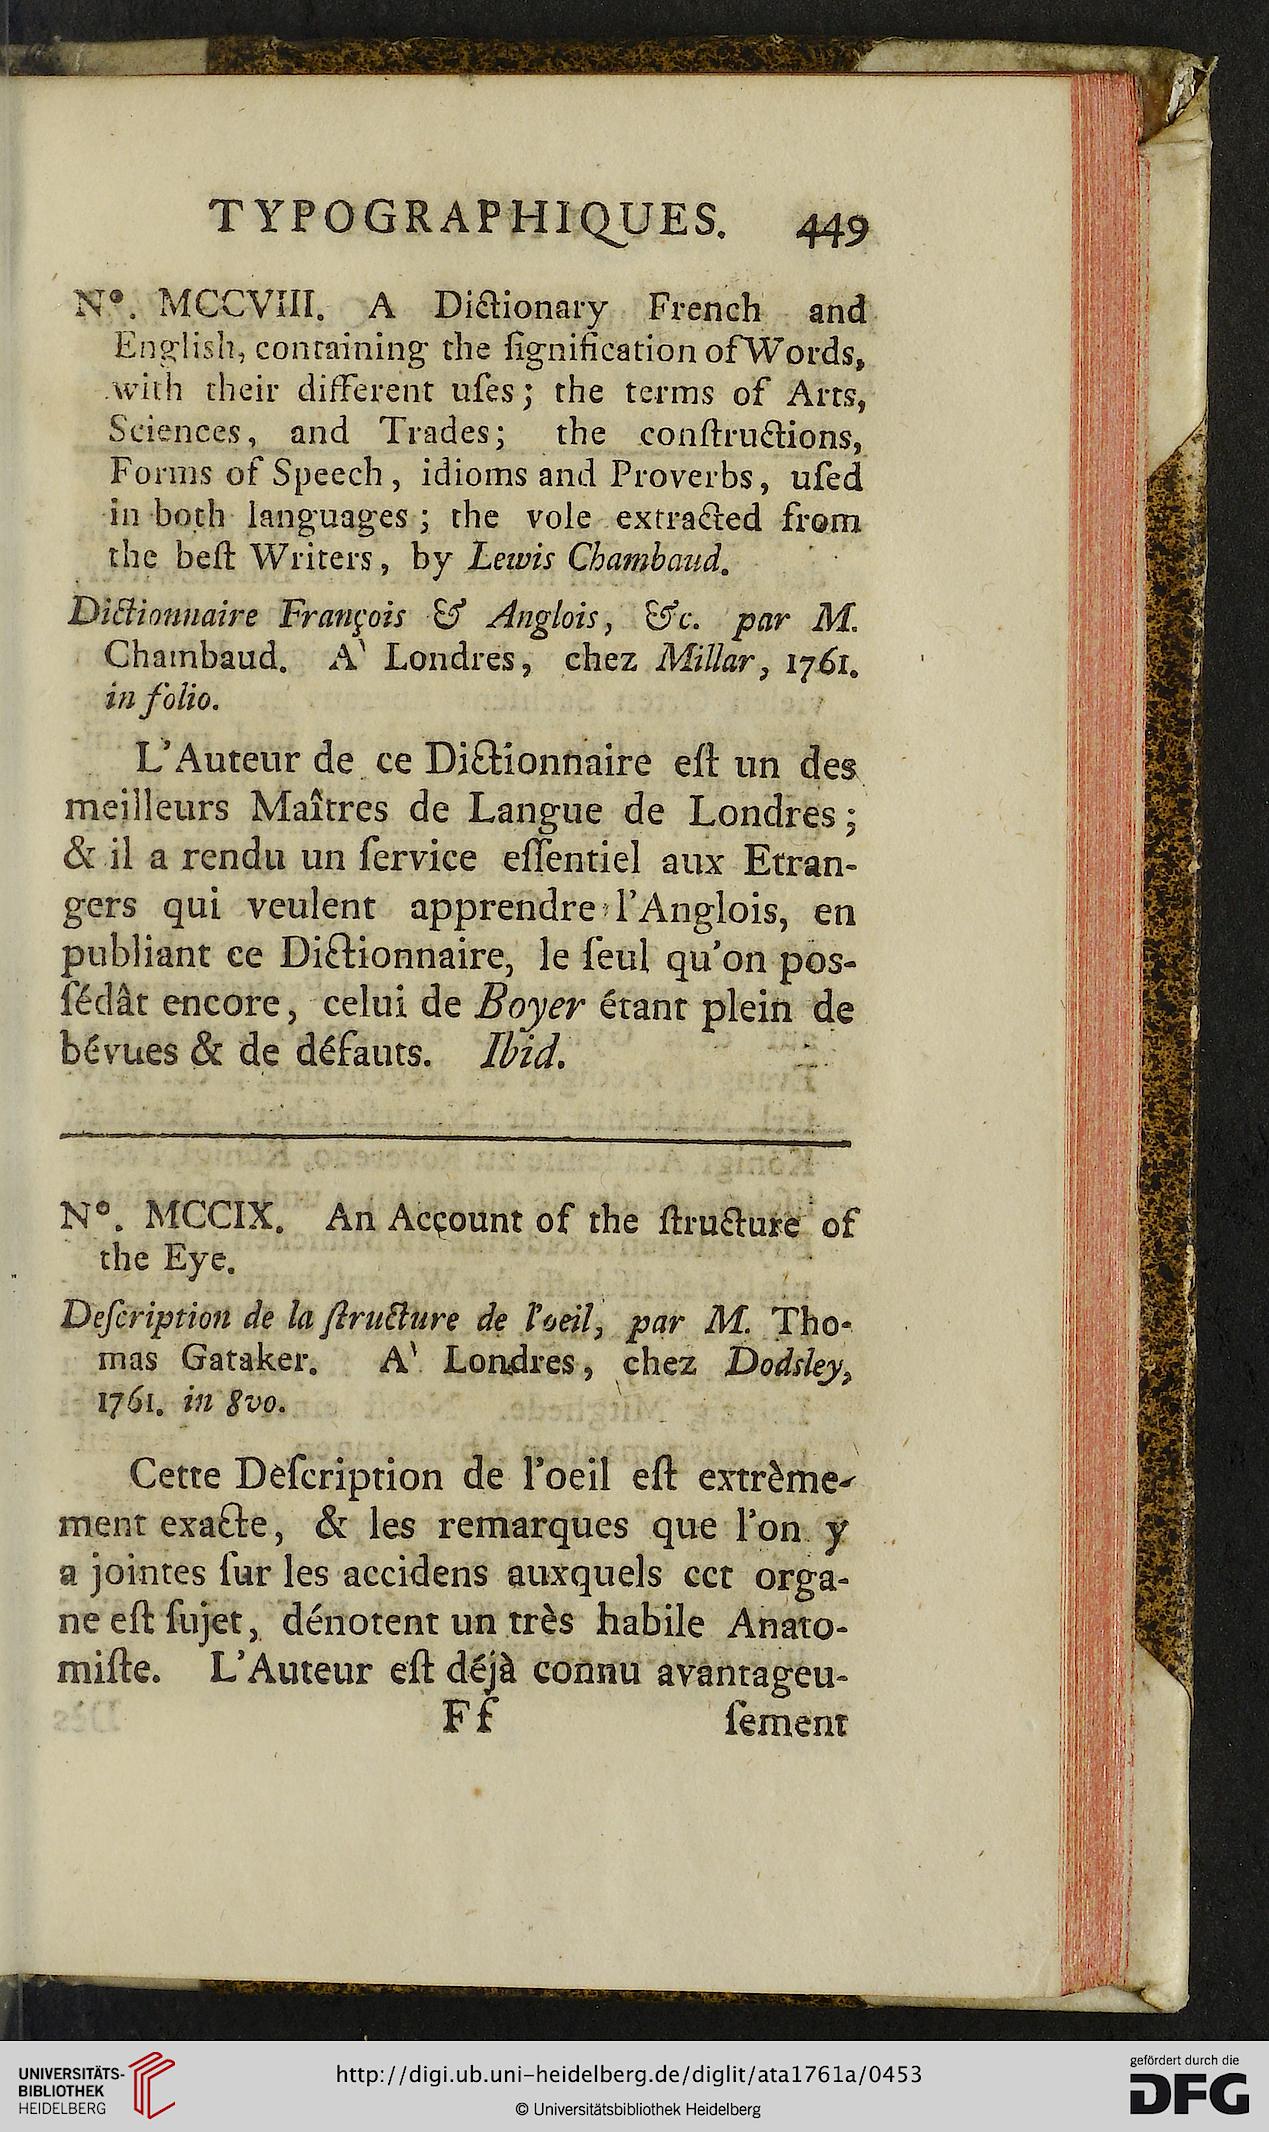 TYPOGRAPHIQUES. 449
N°. MCCVIII. A Dictionary French and
English, containing the ſignification of Words,
with their different uſes; the terms of Arts,
Sciences, and Trades; the conſtructions,
Forms of Speech, idioms and Proverbs, uſed
in both languages; the vole extracted from
the beſt Writers, by Lewis Chambaud.
Dictionnaire François & Anglois, &c. par M.
Chambaud. A' Londres, chez Millar, 1761.
in folio.
L'Auteur de ce Dictionnaire eſt un des
meilleurs Maîtres de Langue de Londres;
& il a rendu un ſervice eſſentiel aux Etran-
gers qui veulent apprendre l'Anglois, en
publiant ce Dictionnaire, le ſeul qu'on pos-
ſédât encore, celui de Boyer étant plein de
bévues & de défauts. Ibid.
N°. MCCIX. An Account of the ſtructure of
the Eye.
Deſcription de la ſtructure de l'oeil, par M. Tho-
mas Gataker. A' Londres, chez Dodsley,
1761. in 8vo.
Cette Deſcription de l'oeil eſt extrème-
ment exacte, & les remarques que l'on y
a jointes ſur les accidens auxquels cet orga-
ne eſt ſujet, dénotent un très habile Anato-
miſte. L'Auteur eſt déjà connu avantageu-
Ff ſement
UNIVERSITÄTS-
BIBLIOTHEK
HEIDELBERG
http://digi.ub.uni-heidelberg.de/diglit/ata1761a/0453
© Universitätsbibliothek Heidelberg
gefördert durch die
DFG